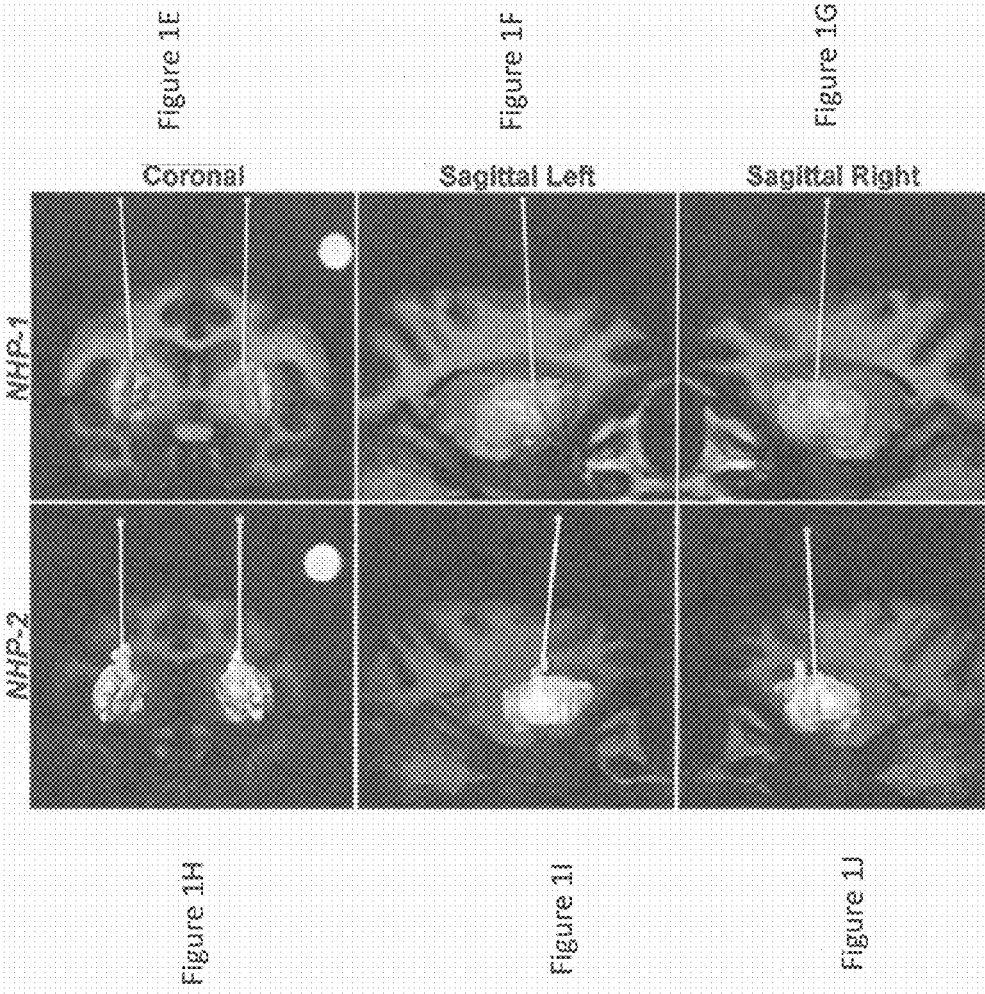 Figure 1E
Figure 1F
Figure 1G
Coronal
Sagittal Left
Sagittal Right
NHP-1
NHP-2
Figure 1H
Figure 1I
Figure 1J